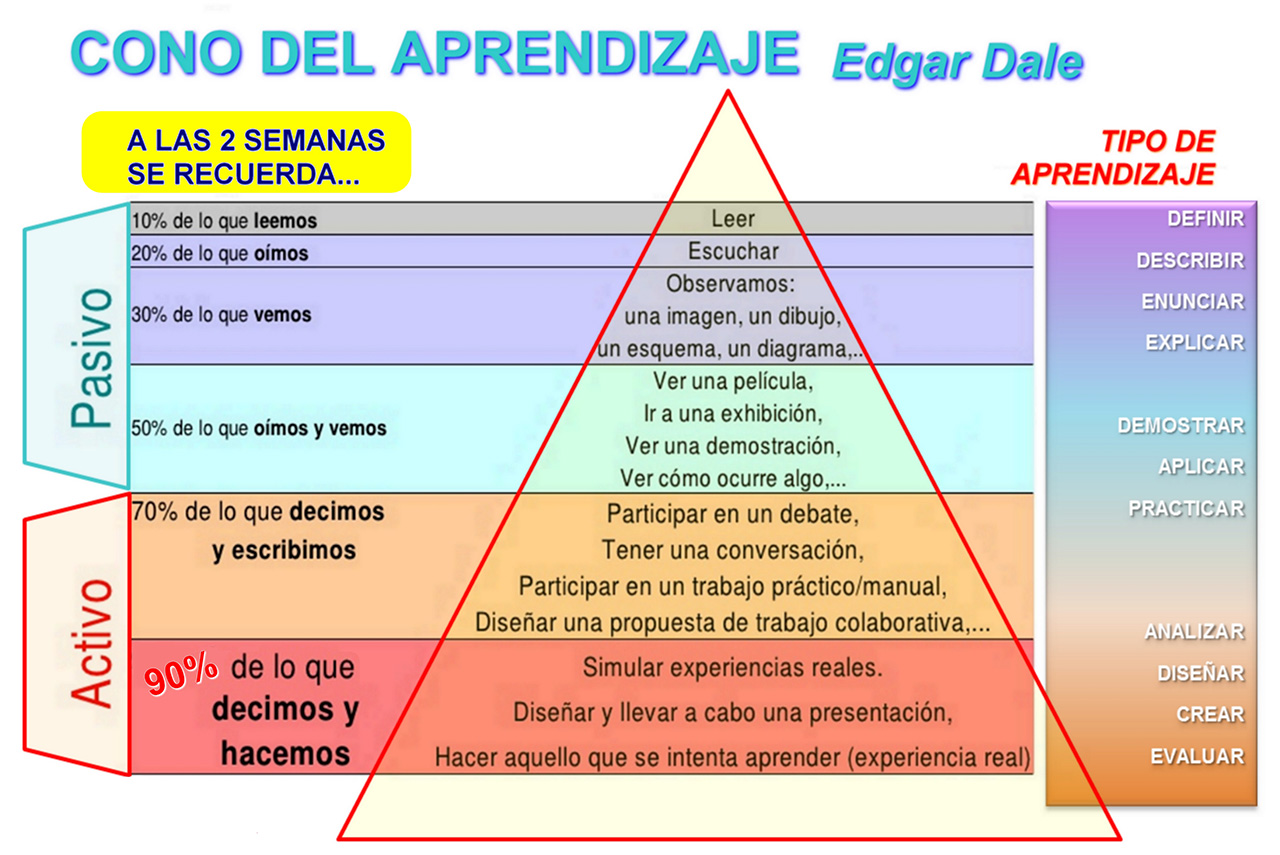 CONO DEL APRENDIZAJE Edgar Dale
A LAS 2 SEMANAS
SE RECUERDA...
TIPO DE
APRENDIZAJE
Pasivo
10% de lo que leemos
Leer
20% de lo que oímos
Escuchar
30% de lo que vemos
Observamos:
una imagen, un dibujo,
un esquema, un diagrama,...
50% de lo que oímos y vemos
Ver una película,
Ir a una exhibición,
Ver una demostración,
Ver cómo ocurre algo,...
Activo
70% de lo que decimos
y escribimos
Participar en un debate,
Tener una conversación,
Participar en un trabajo práctico/manual,
Diseñar una propuesta de trabajo colaborativa,...
90% de lo que
decimos y
hacemos
Simular experiencias reales.
Diseñar y llevar a cabo una presentación,
Hacer aquello que se intenta aprender (experiencia real)
DEFINIR
DESCRIBIR
ENUNCIAR
EXPLICAR
DEMOSTRAR
APLICAR
PRACTICAR
ANALIZAR
DISEÑAR
CREAR
EVALUAR